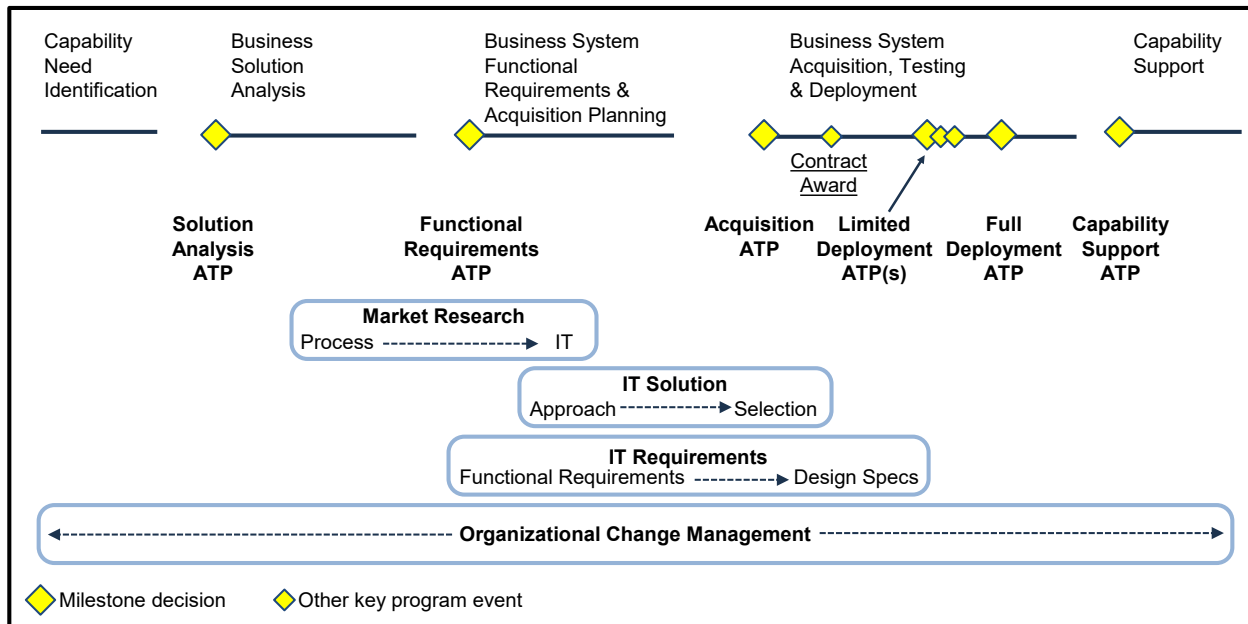 Capability
Need
Identification
Business
Solution
Analysis
Business System
Functional
Requirements &
Acquisition Planning
Business System
Acquisition, Testing
& Deployment
Capability
Support
Contract
Award
Solution
Analysis
ATP
Functional
Requirements
ATP
Acquisition
ATP
Limited
Deployment
ATP(s)
Full
Deployment
ATP
Capability
Support
ATP
Market Research
Process IT
IT Solution
Approach Selection
IT Requirements
Functional Requirements Design Specs
Organizational Change Management
Milestone decision Other key program event